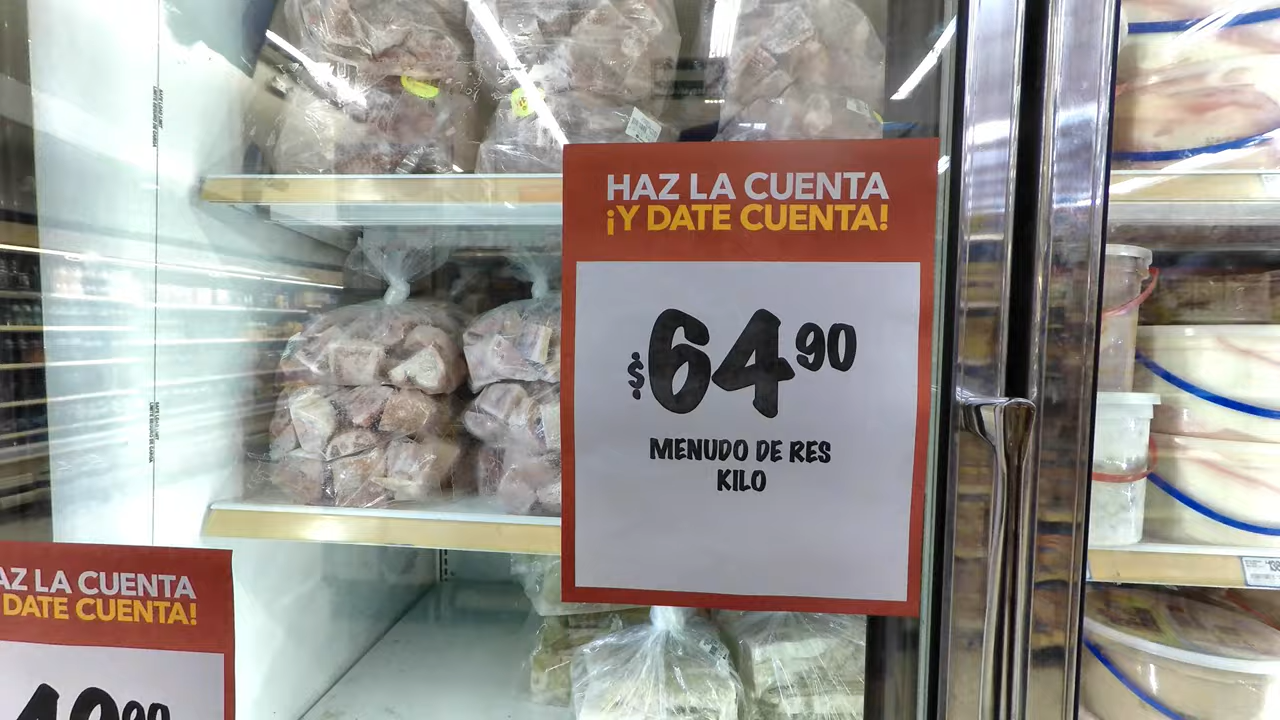 HAZ LA CUENTA
¡Y DATE CUENTA!
$64 90
MENUDO DE RES
KILO
AZ LA CUENTA
DATE CUENTA!